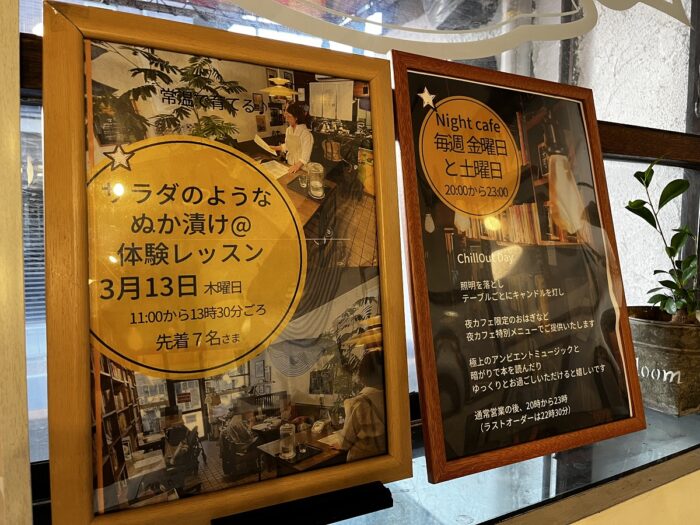 「常温で育てる」
サラダのような
ぬか漬け@
体験レッスン
3月13日 木曜日
11:00から13時30分ごろ
先着7名さま
Night cafe
毎週 金曜日
と土曜日
20:00から23:00
ChillOut Day
照明を落とし
テーブルごとにキャンドルを灯し
夜カフェ限定のおはぎなど
夜カフェ特別メニューでご提供いたします
極上のアンビエントミュージックと
暗がりで本を読んだり
ゆっくりとお過ごしいただけると嬉しいです
通常営業の後、20時から23時
(ラストオーダーは22時30分)
loom